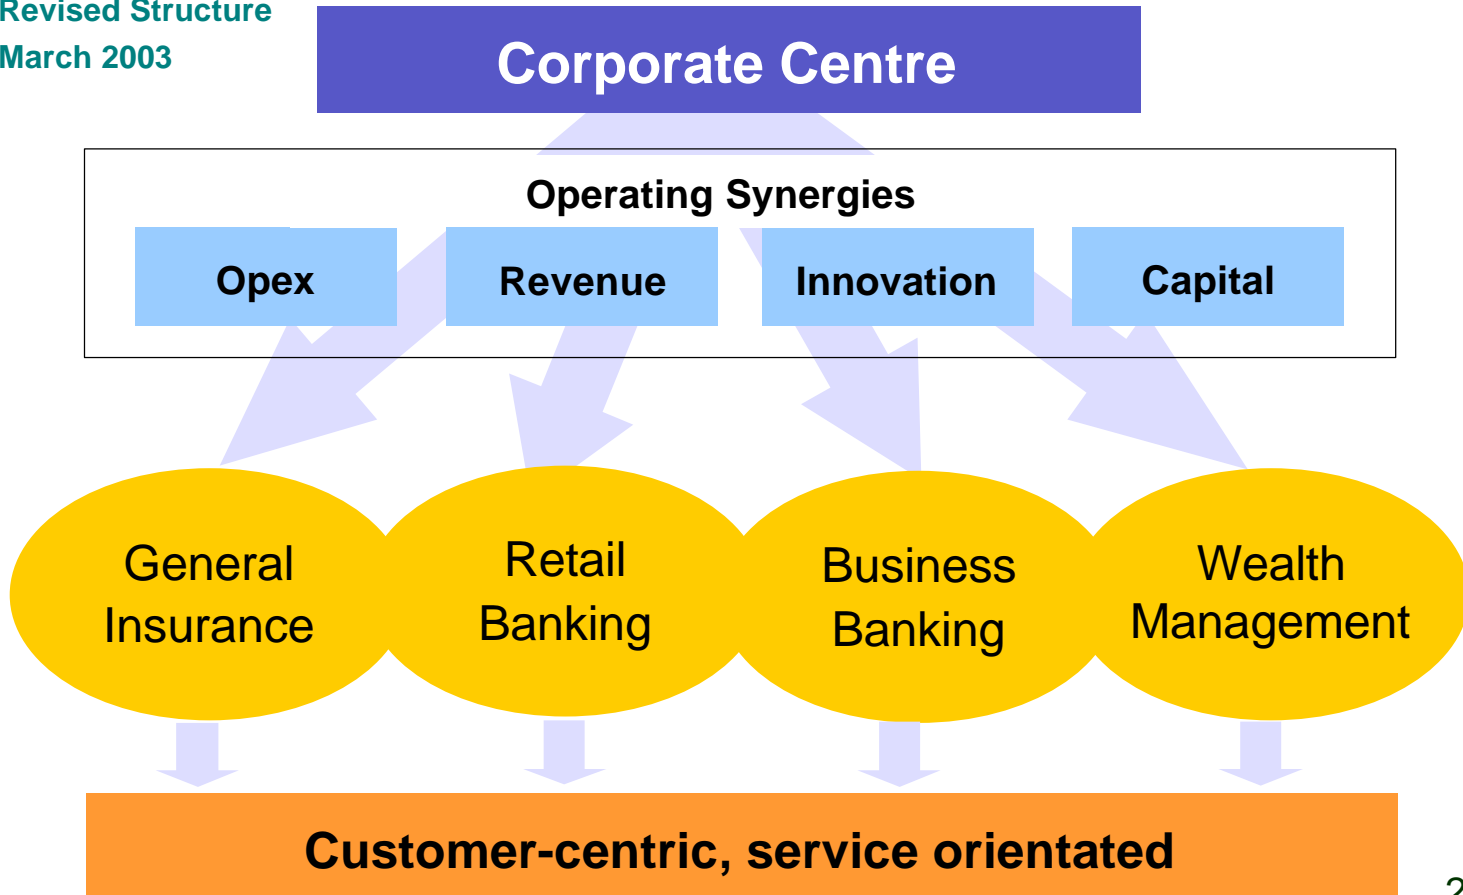 Revised Structure
March 2003
Corporate Centre
Operating Synergies
Opex
Revenue
Innovation
Capital
General
Insurance
Retail
Banking
Business
Banking
Wealth
Management
Customer-centric, service orientated